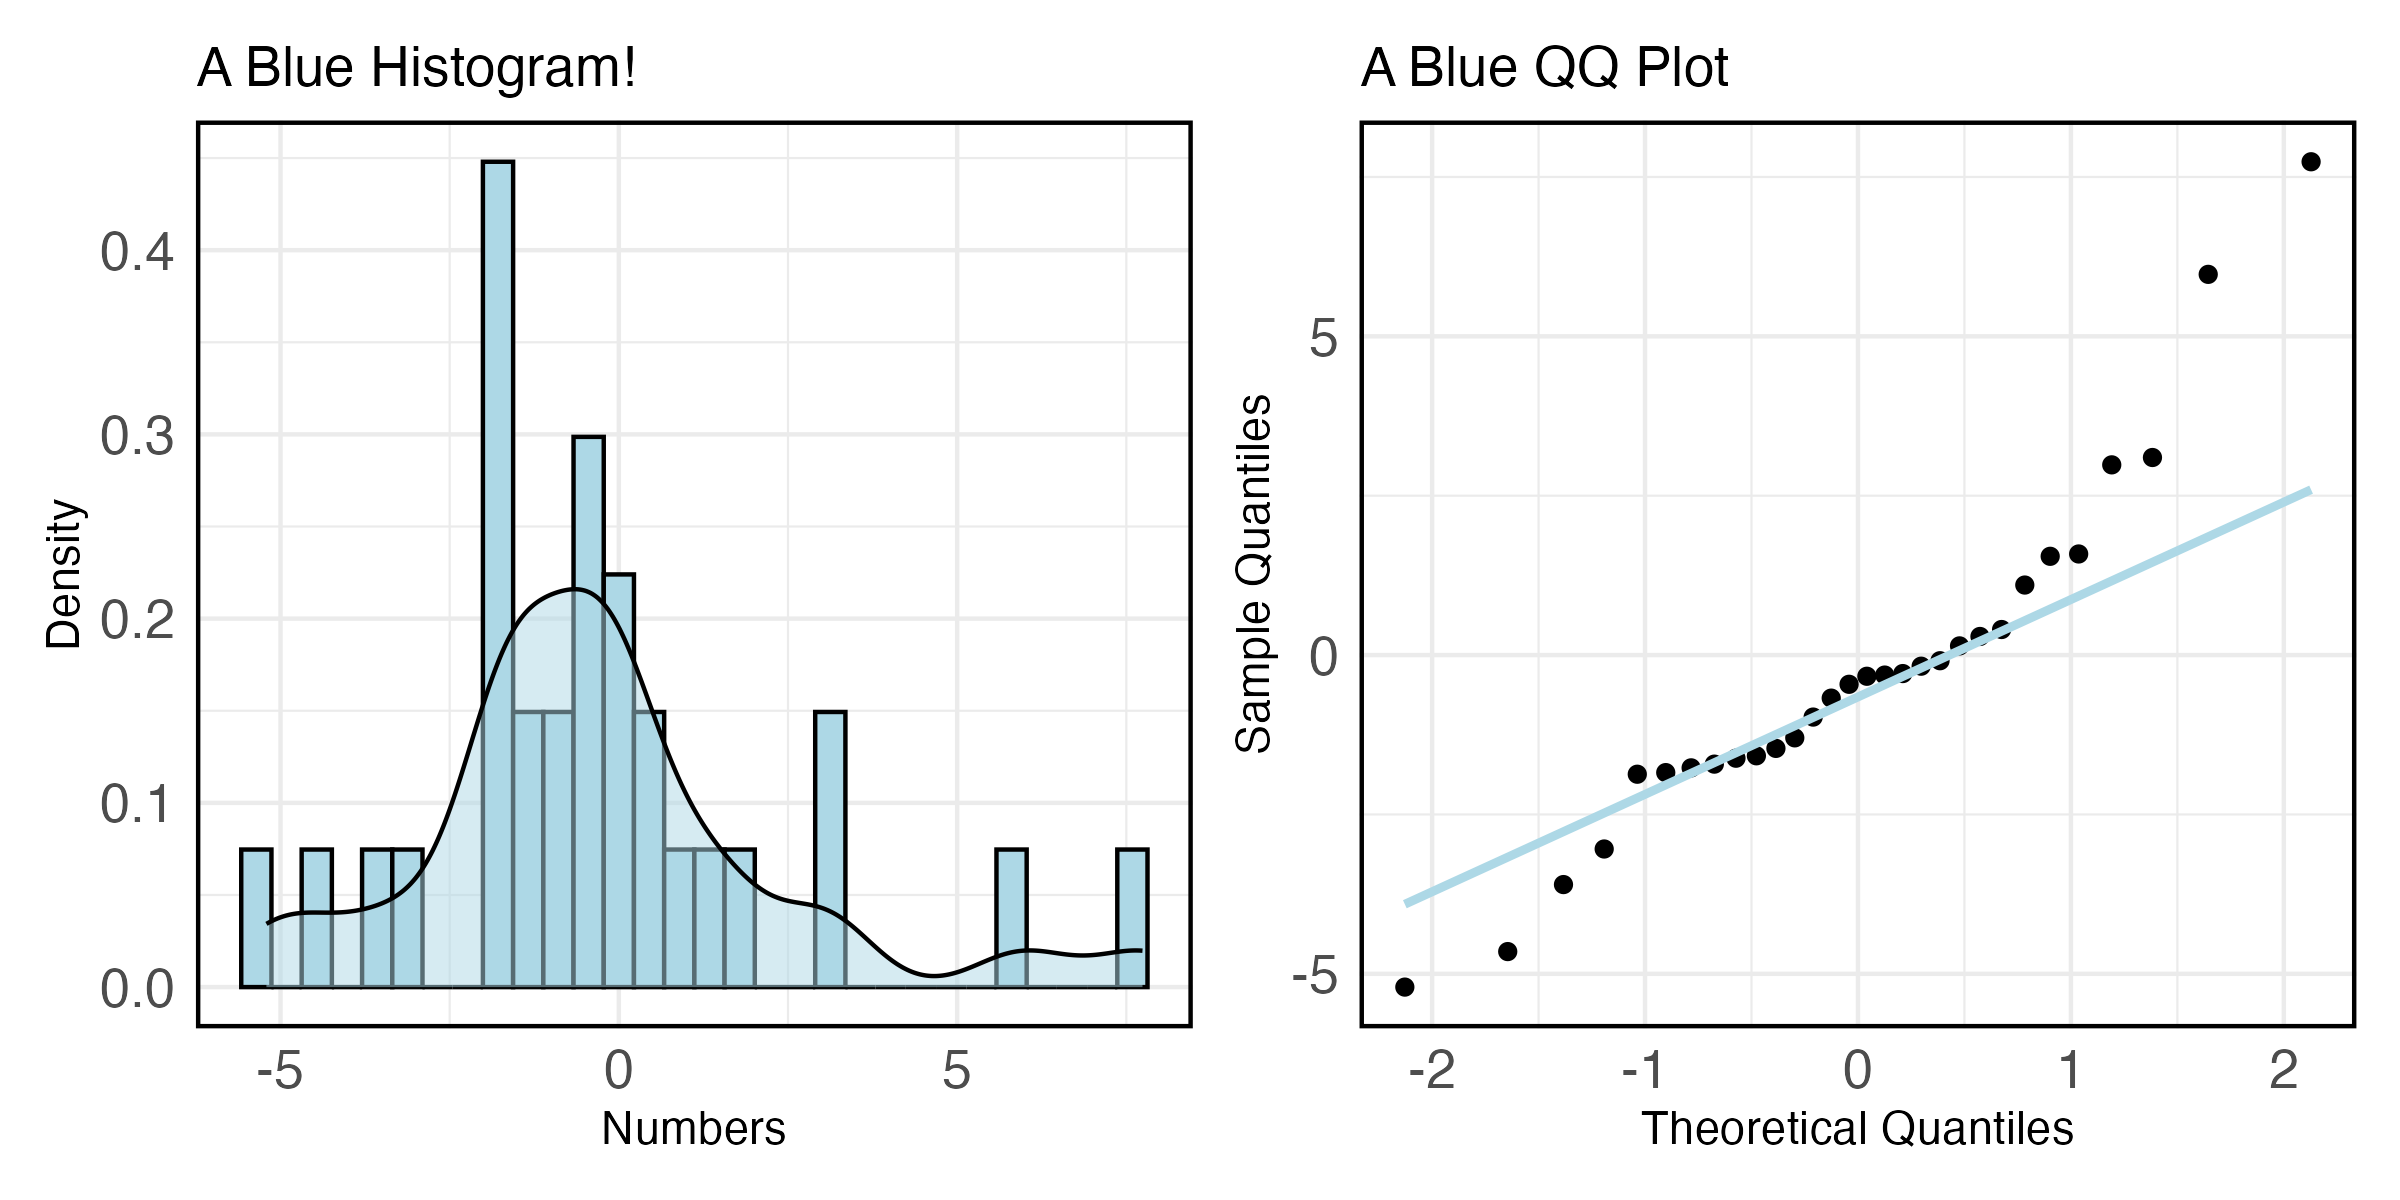 A Blue Histogram!
Density
0.4
0.3
0.2
0.1
0.0
-5 0 5
Numbers
A Blue QQ Plot
Sample Quantiles
5
0
-5
-2 -1 0 1 2
Theoretical Quantiles